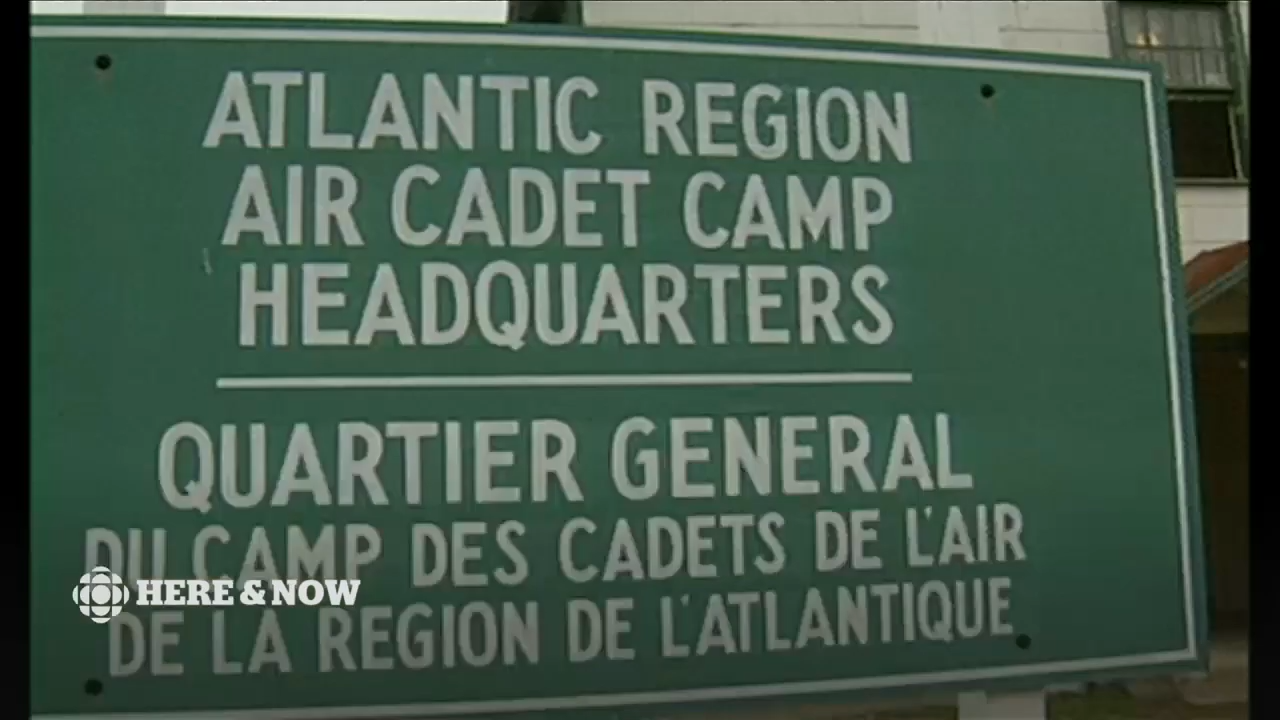 ATLANTIC REGION
AIR CADET CAMP
HEADQUARTERS
QUARTIER GENERAL
DU CAMP DES CADETS DE L'AIR
DE LA REGION DE L'ATLANTIQUE
HERE & NOW